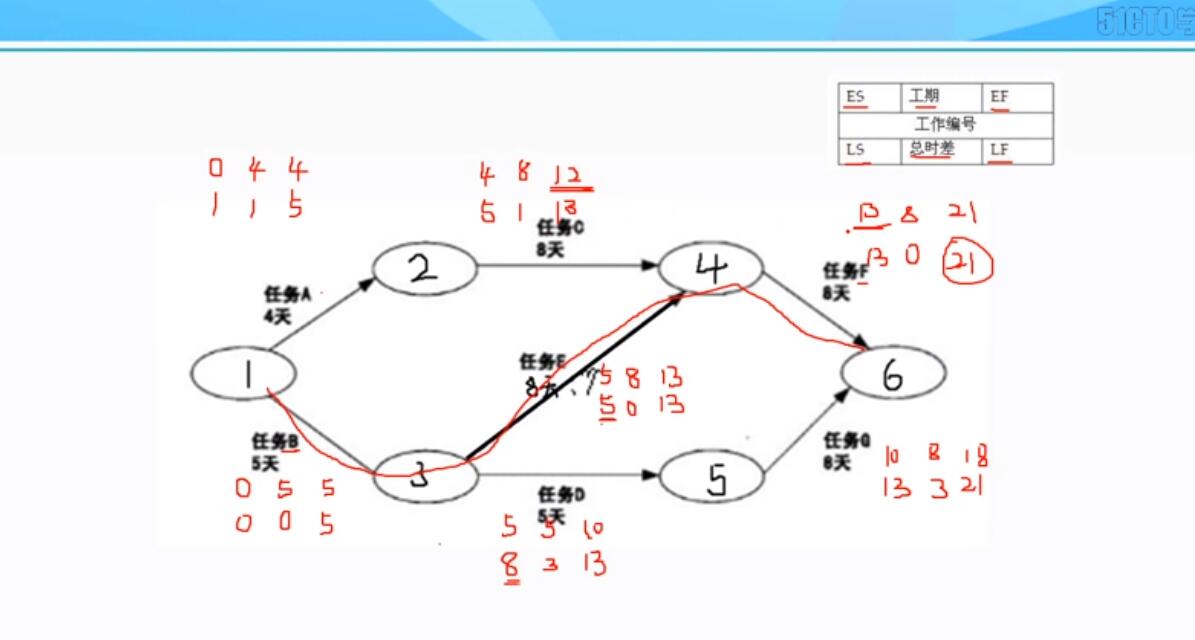 51CTO学
ES 工期 EF
工作编号
LS 总时差 LF
0 4 4
1 1 5
4 8 12
5 1 13
任务C
8天
13 8 21
13 0 21
任务F
8天
2
4
任务A
4天
1
任务E
8天
5 8 13
5 0 13
6
任务B
5天
0 5 5
0 0 5
3
5
任务D
5天
5 5 10
8 3 13
任务G
8天
10 8 18
13 3 21